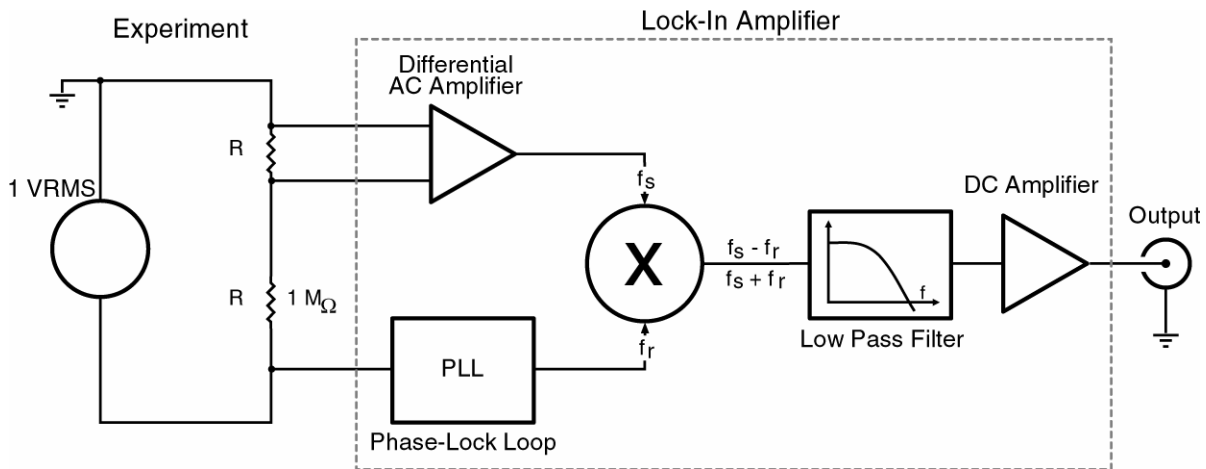 Experiment
Lock-In Amplifier
Differential
AC Amplifier
R
1 VRMS
fs
DC Amplifier
Output
X
fs - fr
fs + fr
f
R
1 MΩ
Low Pass Filter
fr
PLL
Phase-Lock Loop